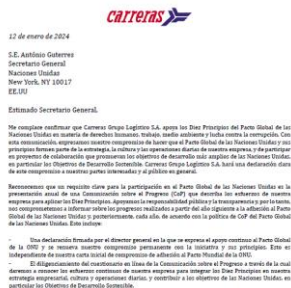 carreras
12 de enero de 2024
S.E. António Guterres
Secretario General
Naciones Unidas
New York, NY 10017
EE.UU
Estimado Secretario General,
Me complace confirmar que Carreras Grupo Logístico S.A. apoya los Diez Principios del Pacto Global de las
Naciones Unidas en materia de derechos humanos, trabajo, medio ambiente y lucha contra la corrupción. Con
esta comunicación, expresamos nuestro compromiso de hacer que el Pacto Global de las Naciones Unidas y sus
principios formen parte de la estrategia, la cultura y las operaciones diarias de nuestra empresa, y de participar
en proyectos de colaboración que promuevan los objetivos de desarrollo más amplios de las Naciones Unidas,
en particular los Objetivos de Desarrollo Sostenible. Carreras Grupo Logístico S.A. hará una declaración clara
de este compromiso a nuestras partes interesadas y al público en general.
Reconocemos que un requisito clave para la participación en el Pacto Global de las Naciones Unidas es la
presentación anual de una Comunicación sobre el Progreso (CoP) que describa los esfuerzos de nuestra
empresa para aplicar los Diez Principios. Apoyamos la responsabilidad pública y la transparencia y, por lo tanto,
nos comprometemos a informar sobre los progresos realizados a partir del año siguiente a la adhesión al Pacto
Global de las Naciones Unidas y, posteriormente, cada año, de acuerdo con la política de CoP del Pacto Global
de las Naciones Unidas. Esto incluye:
- Una declaración firmada por el director general en la que se expresa el apoyo continuo al Pacto Global
de la ONU y se renueva nuestro compromiso permanente con la iniciativa y sus principios. Esto es
independiente de nuestra carta inicial de compromiso de adhesión al Pacto Mundial de la ONU.
- El diligenciamiento del cuestionario en línea de la Comunicación sobre el Progreso a través de la cual
daremos a conocer los esfuerzos continuos de nuestra empresa para integrar los Diez Principios en nuestra
estrategia empresarial, cultura y operaciones diarias, y contribuir a los objetivos de las Naciones Unidas, en
particular los Objetivos de Desarrollo Sostenible.